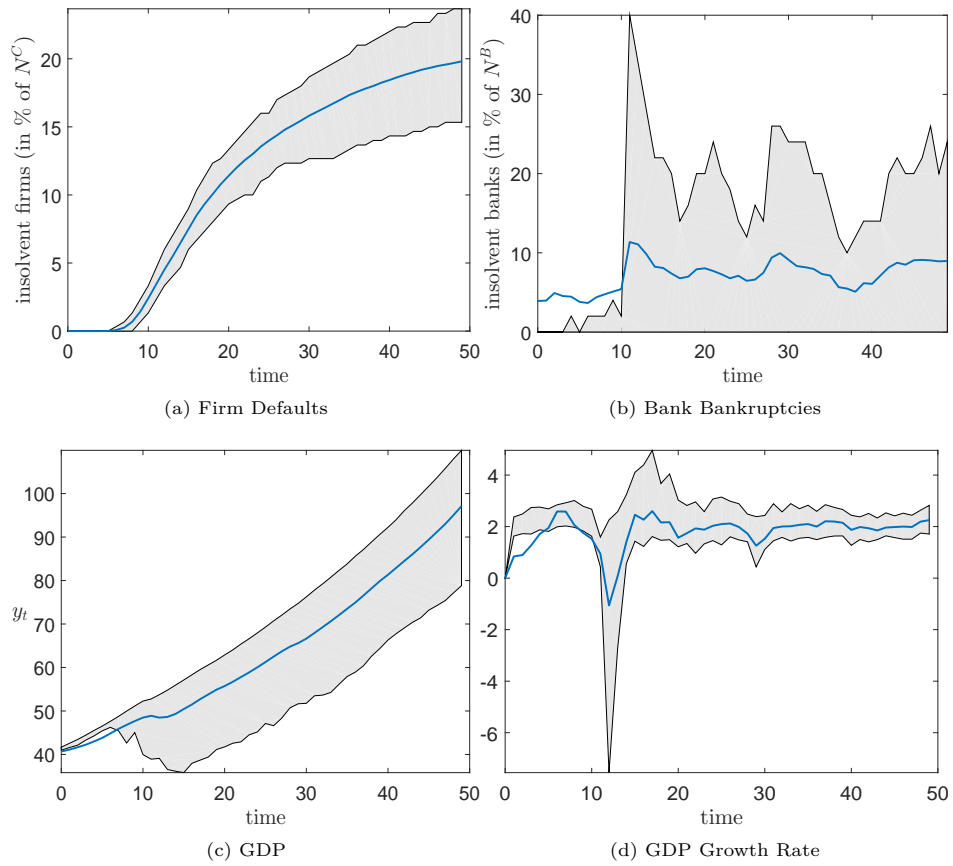 20
15
10
5
0
insolvent firms (in % of N^C)
0 10 20 30 40 50
time
(a) Firm Defaults
40
30
20
10
0
insolvent banks (in % of N^B)
0 10 20 30 40
time
(b) Bank Bankruptcies
100
90
80
70
60
50
40
y_t
0 10 20 30 40 50
time
(c) GDP
4
2
0
-2
-4
-6
0 10 20 30 40 50
time
(d) GDP Growth Rate